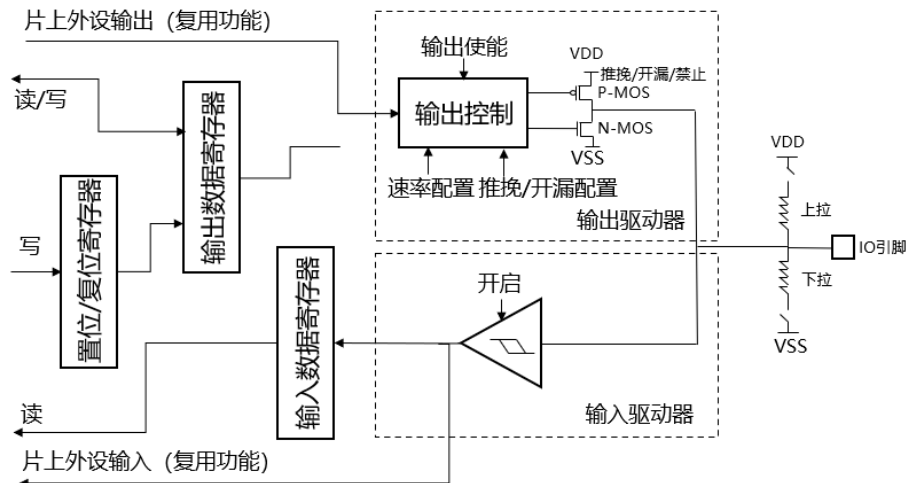 片上外设输出（复用功能）
读/写
写
置位/复位寄存器
输出数据寄存器
输出使能
输出控制
速率配置
推挽/开漏配置
VDD
推挽/开漏/禁止
P-MOS
N-MOS
VSS
输出驱动器
VDD
上拉
IO引脚
下拉
VSS
开启
输入数据寄存器
输入驱动器
读
片上外设输入（复用功能）